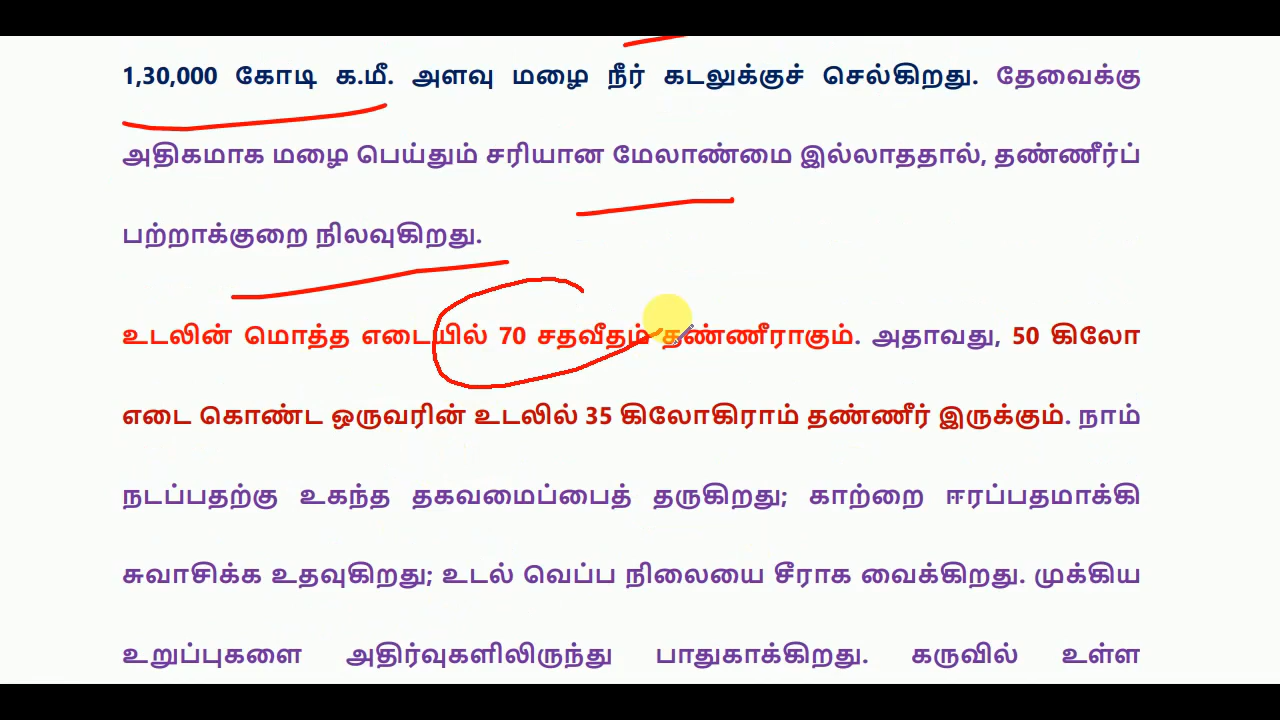 1,30,000 கோடி க.மீ. அளவு மழை நீர் கடலுக்குச் செல்கிறது. தேவைக்கு
அதிகமாக மழை பெய்தும் சரியான மேலாண்மை இல்லாததால், தண்ணீர்ப்
பற்றாக்குறை நிலவுகிறது.
உடலின் மொத்த எடையில் 70 சதவீதம் தண்ணீராகும். அதாவது, 50 கிலோ
எடை கொண்ட ஒருவரின் உடலில் 35 கிலோகிராம் தண்ணீர் இருக்கும். நாம்
நடப்பதற்கு உகந்த தகவமைப்பைத் தருகிறது; காற்றை ஈரப்பதமாக்கி
சுவாசிக்க உதவுகிறது; உடல் வெப்ப நிலையை சீராக வைக்கிறது. முக்கிய
உறுப்புகளை அதிர்வுகளிலிருந்து பாதுகாக்கிறது. கருவில் உள்ள